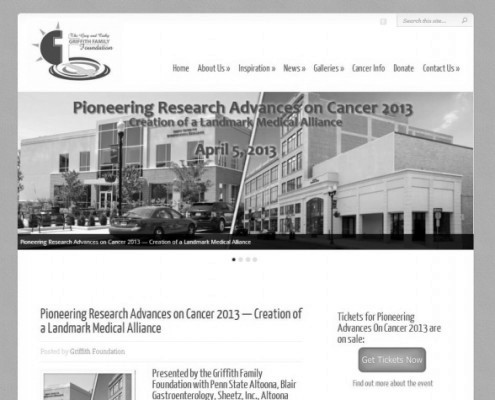 The Greg and Kathy
GRIFFITH FAMILY
Foundation
Search this site...
Home About Us » Inspiration » News » Galleries » Cancer Info Donate Contact Us »
Pioneering Research Advances on Cancer 2013
Creation of a Landmark Medical Alliance
April 5, 2013
Pioneering Research Advances on Cancer 2013 — Creation of a Landmark Medical Alliance
Pioneering Research Advances on Cancer 2013 — Creation of
a Landmark Medical Alliance
Posted by Griffith Foundation
Presented by the Griffith Family
Foundation with Penn State Altoona, Blair
Gastroenterology, Sheetz, Inc., Altoona
Tickets for Pioneering
Advances On Cancer 2013 are
on sale:
Get Tickets Now
Find out more about the event